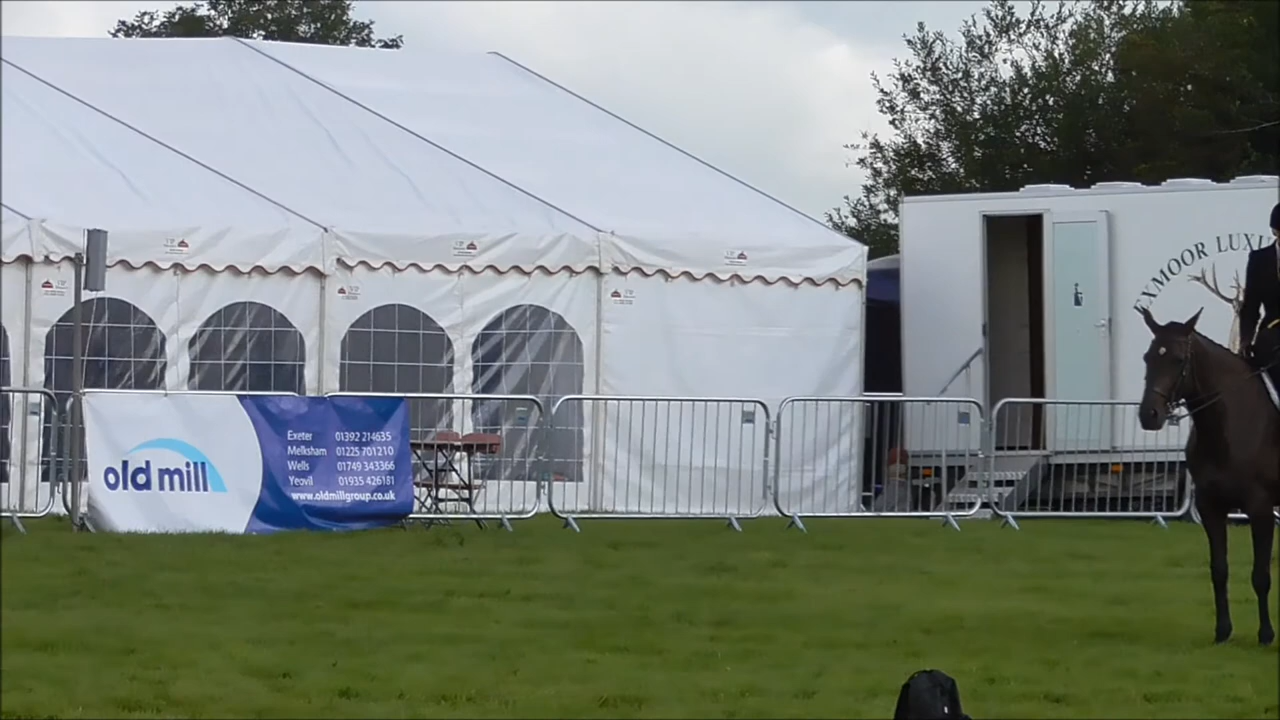 EXMOOR LUXU
old mill
Exeter 01392 214635
Melksham 01225 701210
Wells 01749 343366
Yeovil 01935 426181
www.oldmillgroup.co.uk